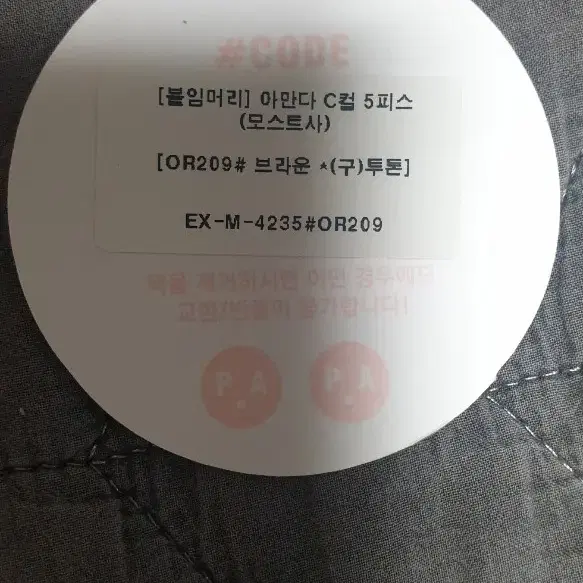 #CODE
[붙임머리] 아만다 C컬 5피스
(모스트사)
[OR209# 브라운 *(구)투톤]
EX-M-4235#OR209
택을 제거하시면 어떤 경우에도
교환/반품이 불가합니다!
P.A P.A